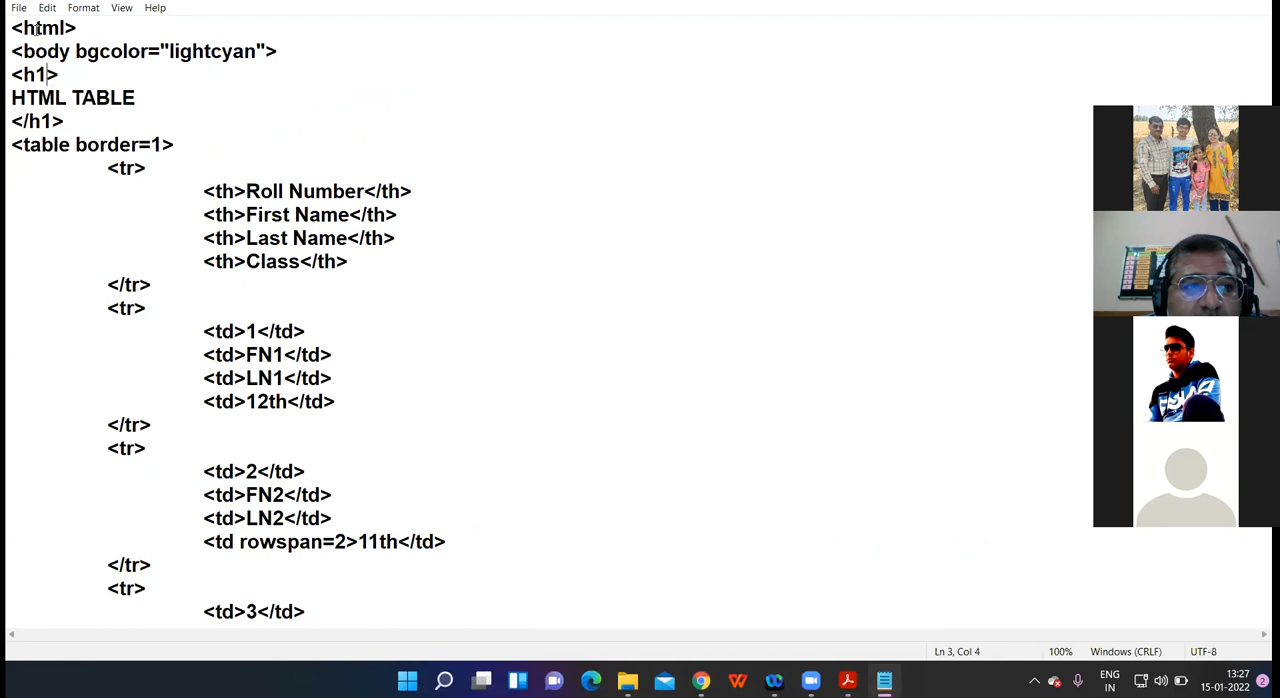 File Edit Format View Help
<html>
<body bgcolor="lightcyan">
<h1>
HTML TABLE
</h1>
<table border=1>
<tr>
<th>Roll Number</th>
<th>First Name</th>
<th>Last Name</th>
<th>Class</th>
</tr>
<tr>
<td>1</td>
<td>FN1</td>
<td>LN1</td>
<td>12th</td>
</tr>
<tr>
<td>2</td>
<td>FN2</td>
<td>LN2</td>
<td rowspan=2>11th</td>
</tr>
<tr>
<td>3</td>
Ln 3, Col 4 100% Windows (CRLF) UTF-8
ENG 13:27
IN 15-01-2022 2